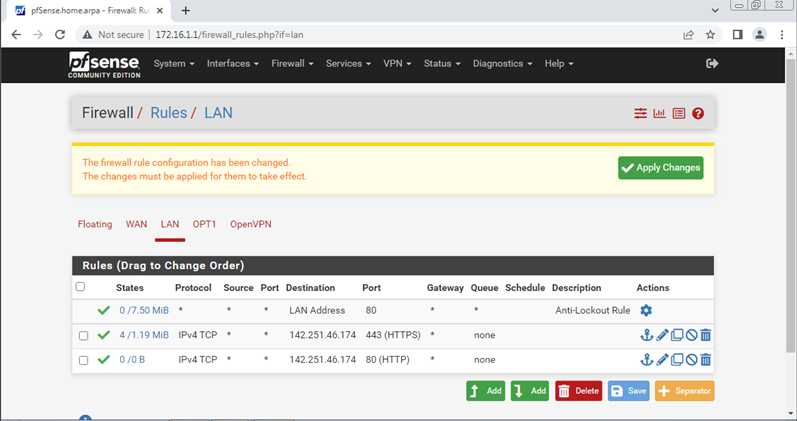 pfSense.home.arpa - Firewall: Rul
Not secure | 172.16.1.1/firewall_rules.php?if=lan
pfsense
COMMUNITY EDITION
System Interfaces Firewall Services VPN Status Diagnostics Help
Firewall / Rules / LAN
The firewall rule configuration has been changed.
The changes must be applied for them to take effect.
Apply Changes
Floating WAN LAN OPT1 OpenVPN
Rules (Drag to Change Order)
States Protocol Source Port Destination Port Gateway Queue Schedule Description Actions
0 /7.50 MiB * * * LAN Address 80 * * Anti-Lockout Rule
4 /1.19 MiB IPv4 TCP * * 142.251.46.174 443 (HTTPS) * none
0 /0 B IPv4 TCP * * 142.251.46.174 80 (HTTP) * none
Add Add Delete Save Separator